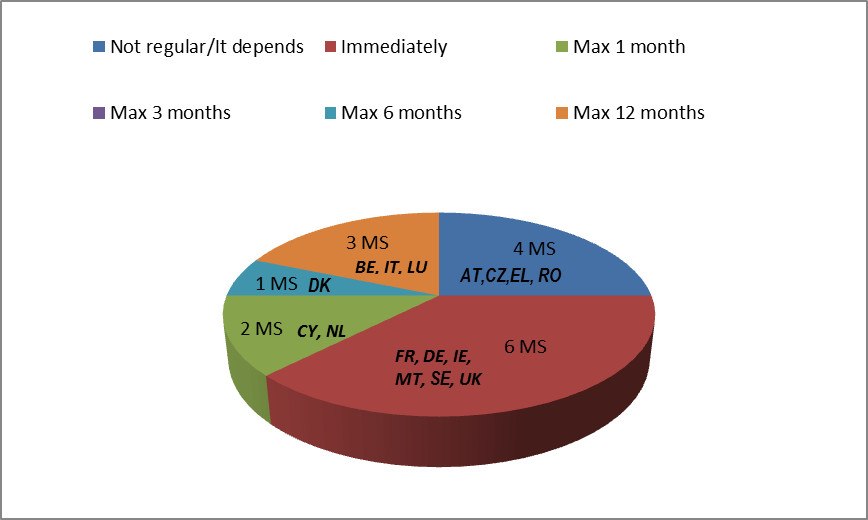 Not regular/It depends
Immediately
Max 1 month
Max 3 months
Max 6 months
Max 12 months
3 MS
BE, IT, LU
4 MS
AT,CZ,EL, RO
1 MS DK
2 MS CY, NL
FR, DE, IE,
MT, SE, UK
6 MS